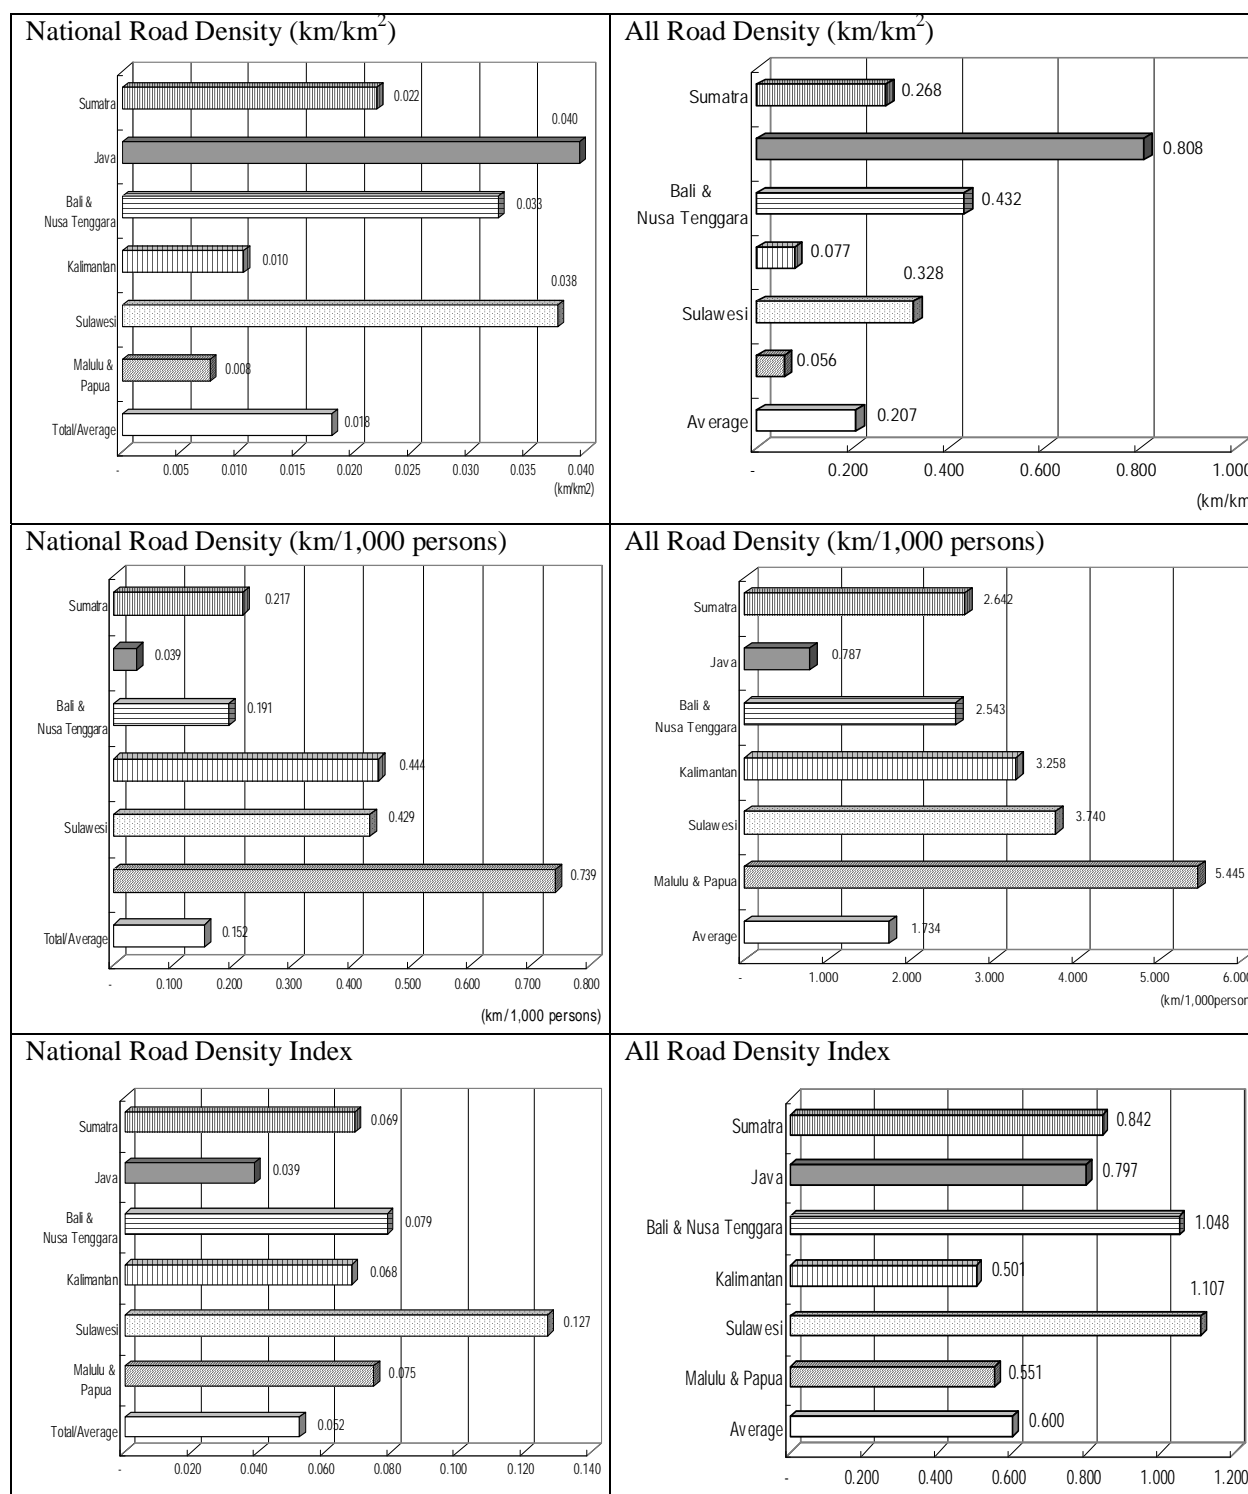 National Road Density (km/km²)
Sumatra
0.022
0.040
Java
Bali &
Nusa Tenggara
0.033
Kalimantan
0.010
0.038
Sulawesi
Malulu &
Papua
0.008
Total/Average
0.018
- 0.005 0.010 0.015 0.020 0.025 0.030 0.035 0.040
(km/km2)
All Road Density (km/km²)
Sumatra
0.268
0.808
Bali &
Nusa Tenggara
0.432
0.077
0.328
Sulawesi
0.056
Average
0.207
- 0.200 0.400 0.600 0.800 1.000
(km/km
National Road Density (km/1,000 persons)
Sumatra
0.217
0.039
Bali &
Nusa Tenggara
0.191
0.444
Sulawesi
0.429
0.739
Total/Average
0.152
- 0.100 0.200 0.300 0.400 0.500 0.600 0.700 0.800
(km/1,000 persons)
All Road Density (km/1,000 persons)
Sumatra
2.642
Java
0.787
Bali &
Nusa Tenggara
2.543
Kalimantan
3.258
Sulawesi
3.740
Malulu & Papua
5.445
Average
1.734
- 1.000 2.000 3.000 4.000 5.000 6.000
(km/1,000person
National Road Density Index
Sumatra
0.069
Java
0.039
Bali &
Nusa Tenggara
0.079
Kalimantan
0.068
Sulawesi
0.127
Malulu &
Papua
0.075
Total/Average
0.052
- 0.020 0.040 0.060 0.080 0.100 0.120 0.140
All Road Density Index
Sumatra
0.842
Java
0.797
Bali & Nusa Tenggara
1.048
Kalimantan
0.501
1.107
Sulawesi
Malulu & Papua
0.551
Average
0.600
- 0.200 0.400 0.600 0.800 1.000 1.200